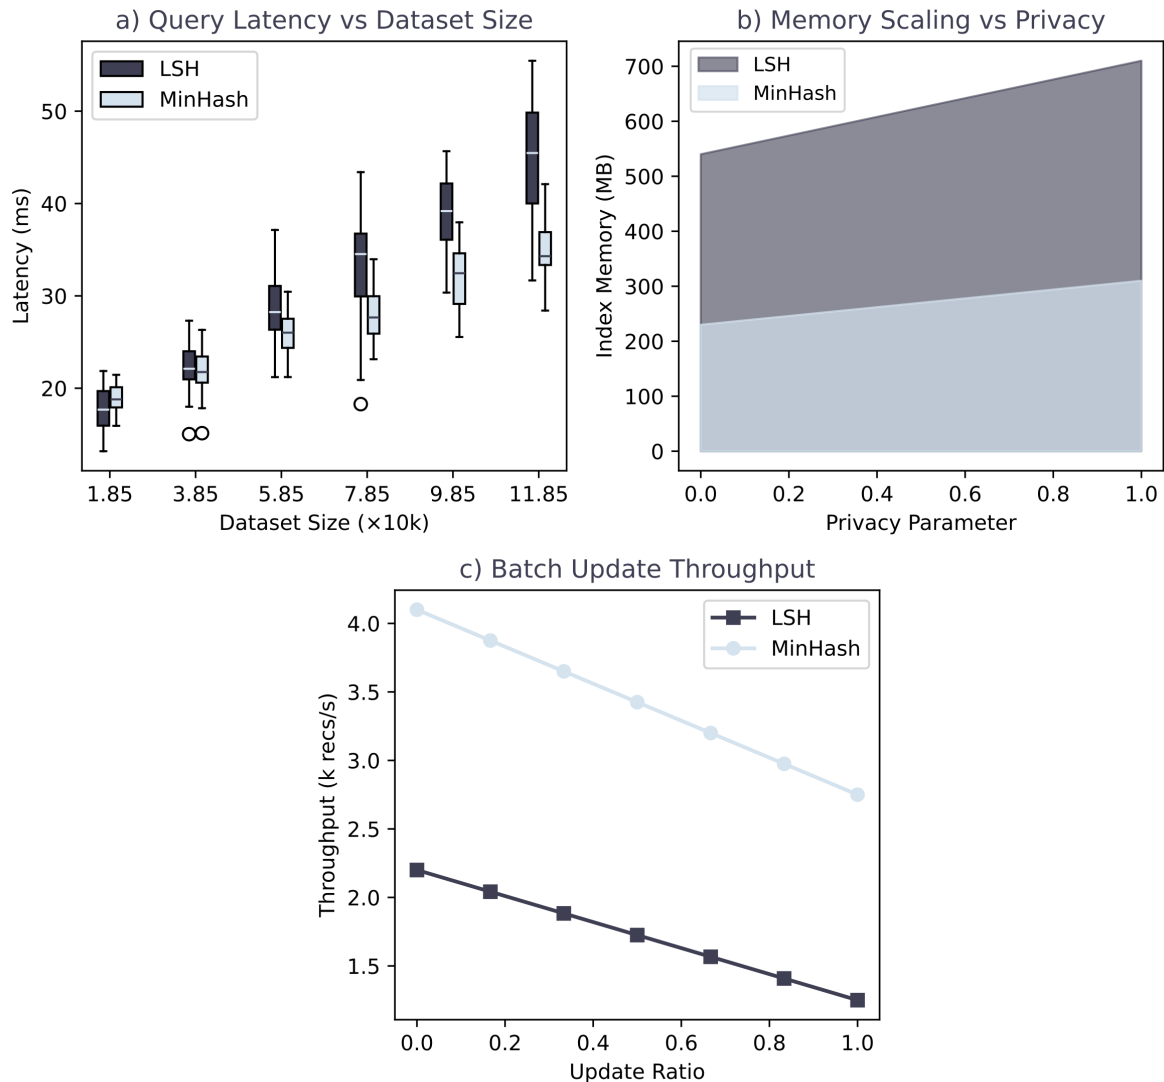 a) Query Latency vs Dataset Size
Latency (ms)
50
40
30
20
LSH
MinHash
1.85 3.85 5.85 7.85 9.85 11.85
Dataset Size (×10k)
b) Memory Scaling vs Privacy
Index Memory (MB)
700
600
500
400
300
200
100
0
LSH
MinHash
0.0 0.2 0.4 0.6 0.8 1.0
Privacy Parameter
c) Batch Update Throughput
Throughput (k recs/s)
4.0
3.5
3.0
2.5
2.0
1.5
LSH
MinHash
0.0 0.2 0.4 0.6 0.8 1.0
Update Ratio